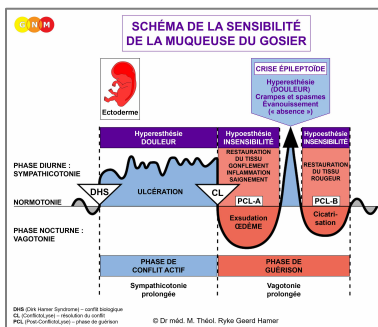 GNM
SCHÉMA DE LA SENSIBILITÉ
DE LA MUQUEUSE DU GOSIER
Ectoderme
CRISE ÉPILEPTOÏDE
Hyperesthésie
(DOULEUR)
Crampes et spasmes
Évanouissement
(« absence »)
Hyperesthésie
DOULEUR
Hypoesthésie
INSENSIBILITÉ
Hypoesthésie
INSENSIBILITÉ
PHASE DIURNE :
SYMPATHICOTONIE
RESTAURATION
DU TISSU
GONFLEMENT
INFLAMMATION
SAIGNEMENT
RESTAURATION
DU TISSU
ROUGEUR
DHS
ULCÉRATION
CL
NORMOTONIE
PCL-A
PCL-B
PHASE NOCTURNE :
VAGOTONIE
Exsudation
ŒDÈME
Cicatri-
sation
PHASE DE
CONFLIT ACTIF
PHASE DE
GUÉRISON
Sympathicotonie
prolongée
Vagotonie
prolongée
DHS (Dirk Hamer Syndrome) – conflit biologique
CL (ConflictoLyse) – résolution du conflit
PCL (Post-ConflictoLyse) – phase de guérison
© Dr méd. M. Théol. Ryke Geerd Hamer